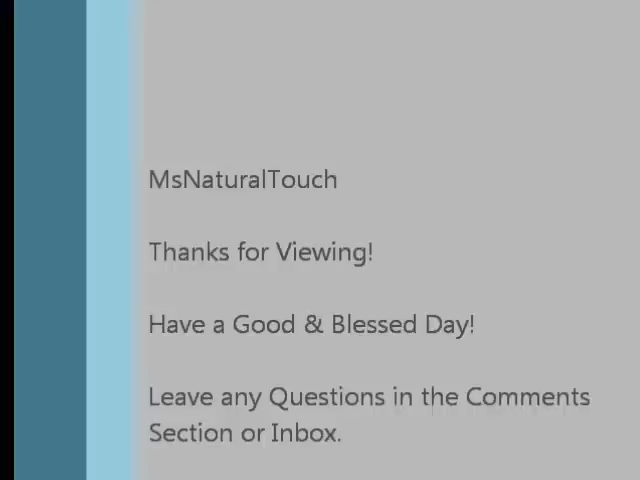 MsNaturalTouch
Thanks for Viewing!
Have a Good & Blessed Day!
Leave any Questions in the Comments
Section or Inbox.